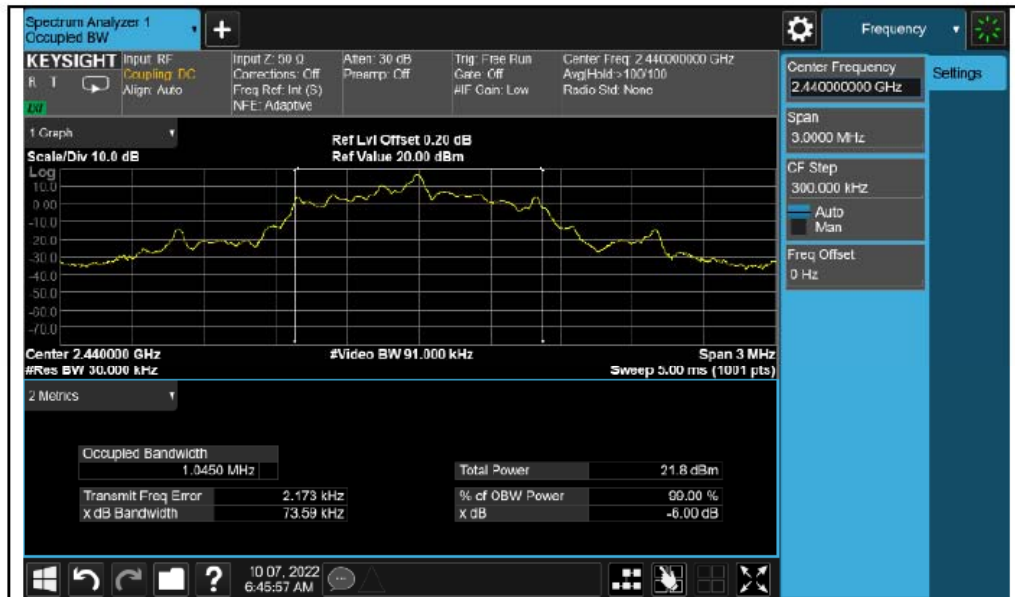 Spectrum Analyzer 1
Occupied BW
Frequency
KEYSIGHT
R T
Input: RF
Coupling: DC
Align: Auto
Input Z: 50 Ω
Corrections: Off
Freq Ref: Int (S)
NFE: Adaptive
Atten: 30 dB
Preamp: Off
Trig: Free Run
Gate: Off
#IF Gain: Low
Center Freq: 2.440000000 GHz
Avg|Hold:>100/100
Radio Std: None
Center Frequency
2.440000000 GHz
Settings
Span
3.0000 MHz
CF Step
300.000 kHz
Auto
Man
Freq Offset
0 Hz
1 Graph
Scale/Div 10.0 dB
Ref Lvl Offset 0.20 dB
Ref Value 20.00 dBm
Log
10.0
0.00
-10.0
-20.0
-30.0
-40.0
-50.0
-60.0
-70.0
Center 2.440000 GHz
#Video BW 91.000 kHz
Span 3 MHz
#Res BW 30.000 kHz
Sweep 5.00 ms (1001 pts)
2 Metrics
Occupied Bandwidth
1.0450 MHz
Total Power 21.8 dBm
Transmit Freq Error 2.173 kHz
% of OBW Power 99.00 %
x dB Bandwidth 73.59 kHz
x dB -6.00 dB
?
10 07, 2022
6:45:57 AM